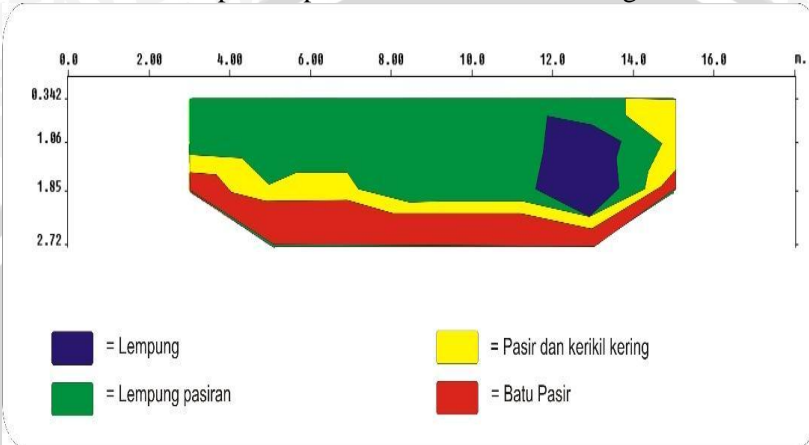 0.0 2.00 4.00 6.00 8.00 10.0 12.0 14.0 16.0 m.
0.342
1.06
1.85
2.72
= Lempung
= Pasir dan kerikil kering
= Lempung pasiran
= Batu Pasir